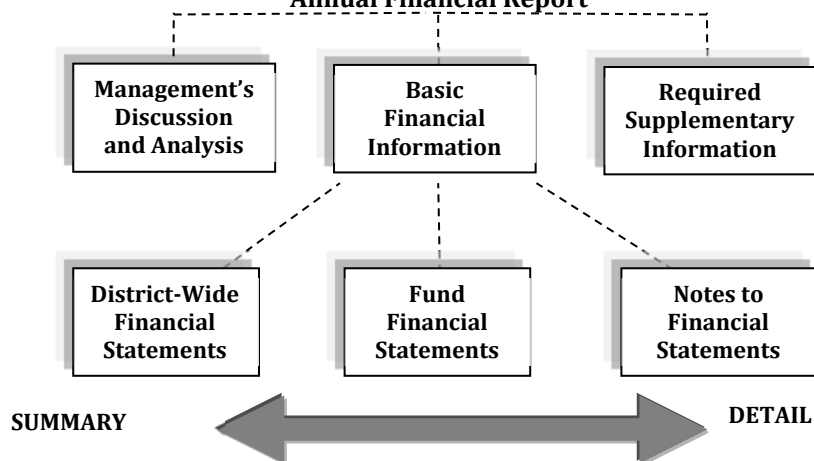 Annual Financial Report
Management's
Discussion
and Analysis
Basic
Financial
Information
Required
Supplementary
Information
District-Wide
Financial
Statements
Fund
Financial
Statements
Notes to
Financial
Statements
SUMMARY
DETAIL